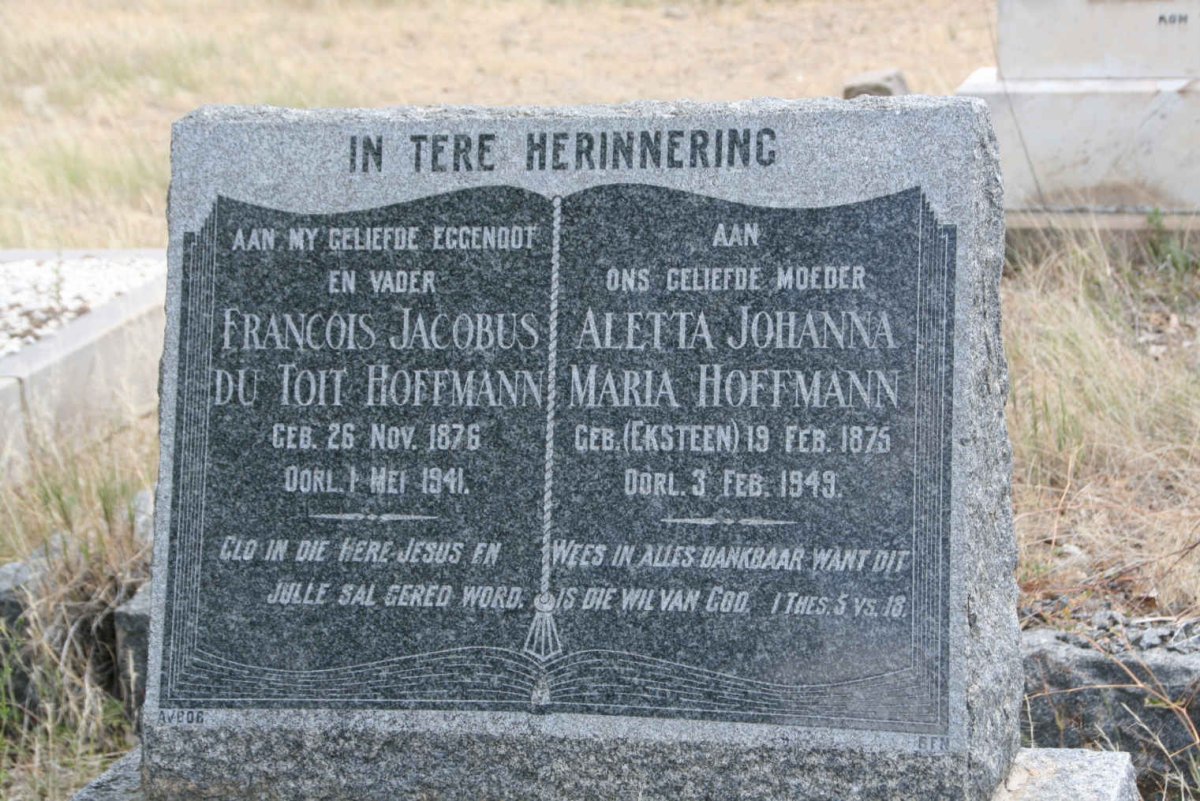 IN TERE HERINNERING
AAN MY GELIEFDE EGGENOOT
EN VADER
FRANCOIS JACOBUS
DU TOIT HOFFMANN
GEB. 26 NOV. 1876
OORL. 1 MEI 1941.
GLO IN DIE HERE JESUS EN
JULLE SAL GERED WORD.
AAN
ONS GELIEFDE MOEDER
ALETTA JOHANNA
MARIA HOFFMANN
GEB. (EKSTEEN) 19 FEB. 1875
OORL. 3 FEB. 1949.
WEES IN ALLES DANKBAAR WANT DIT
IS DIE WIL VAN GOD. 1 THES. 5 VS. 18.